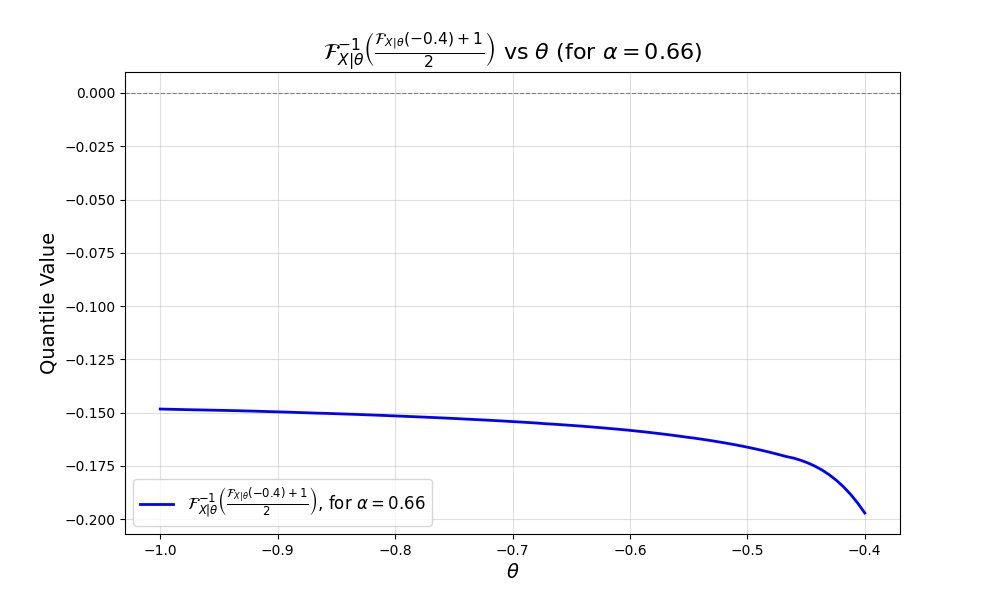 $\mathcal{F}_{X|\theta}^{-1}\left(\frac{\mathcal{F}_{X|\theta}(-0.4)+1}{2}\right)$ vs $\theta$ (for $\alpha = 0.66$)
Quantile Value
0.000
−0.025
−0.050
−0.075
−0.100
−0.125
−0.150
−0.175
−0.200
$\mathcal{F}_{X|\theta}^{-1}\left(\frac{\mathcal{F}_{X|\theta}(-0.4)+1}{2}\right)$, for $\alpha = 0.66$
−1.0 −0.9 −0.8 −0.7 −0.6 −0.5 −0.4
$\theta$